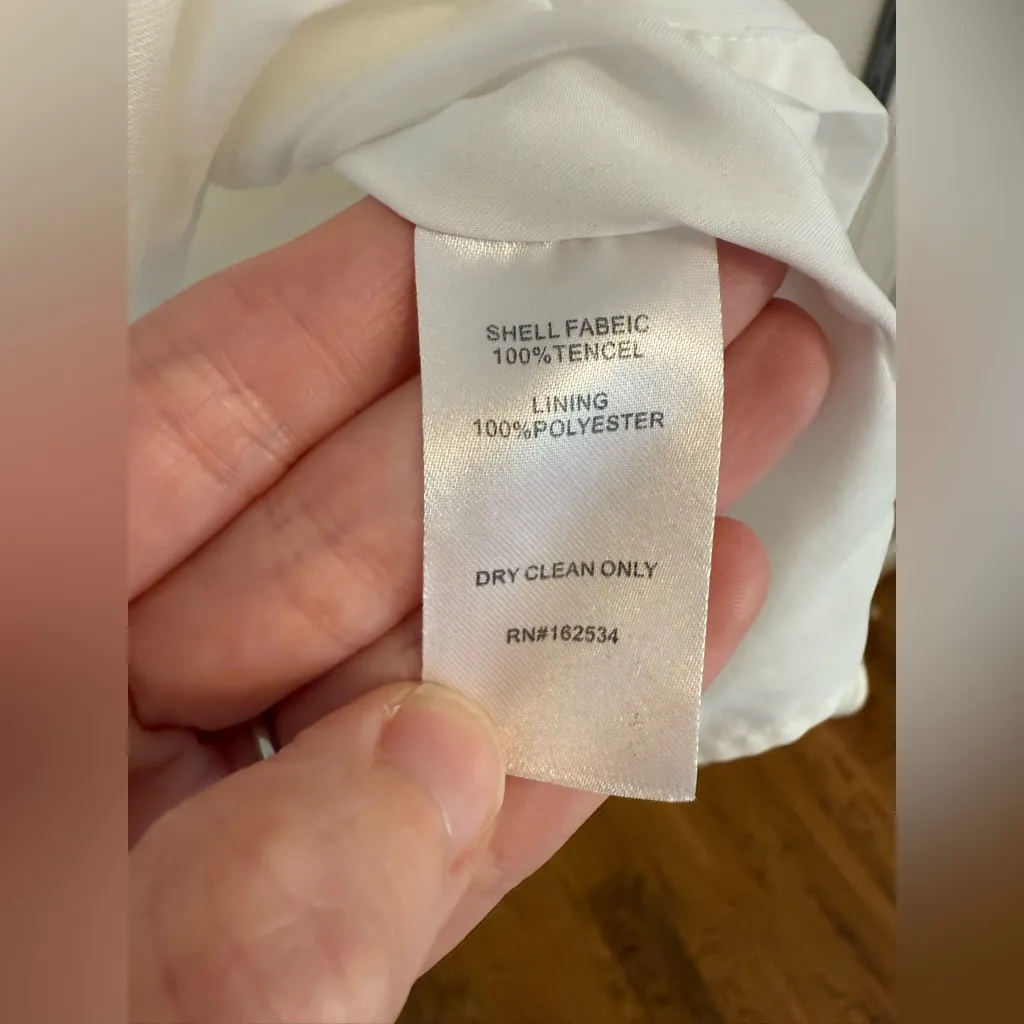 SHELL FABEIC
100%TENCEL
LINING
100%POLYESTER
DRY CLEAN ONLY
RN#162534